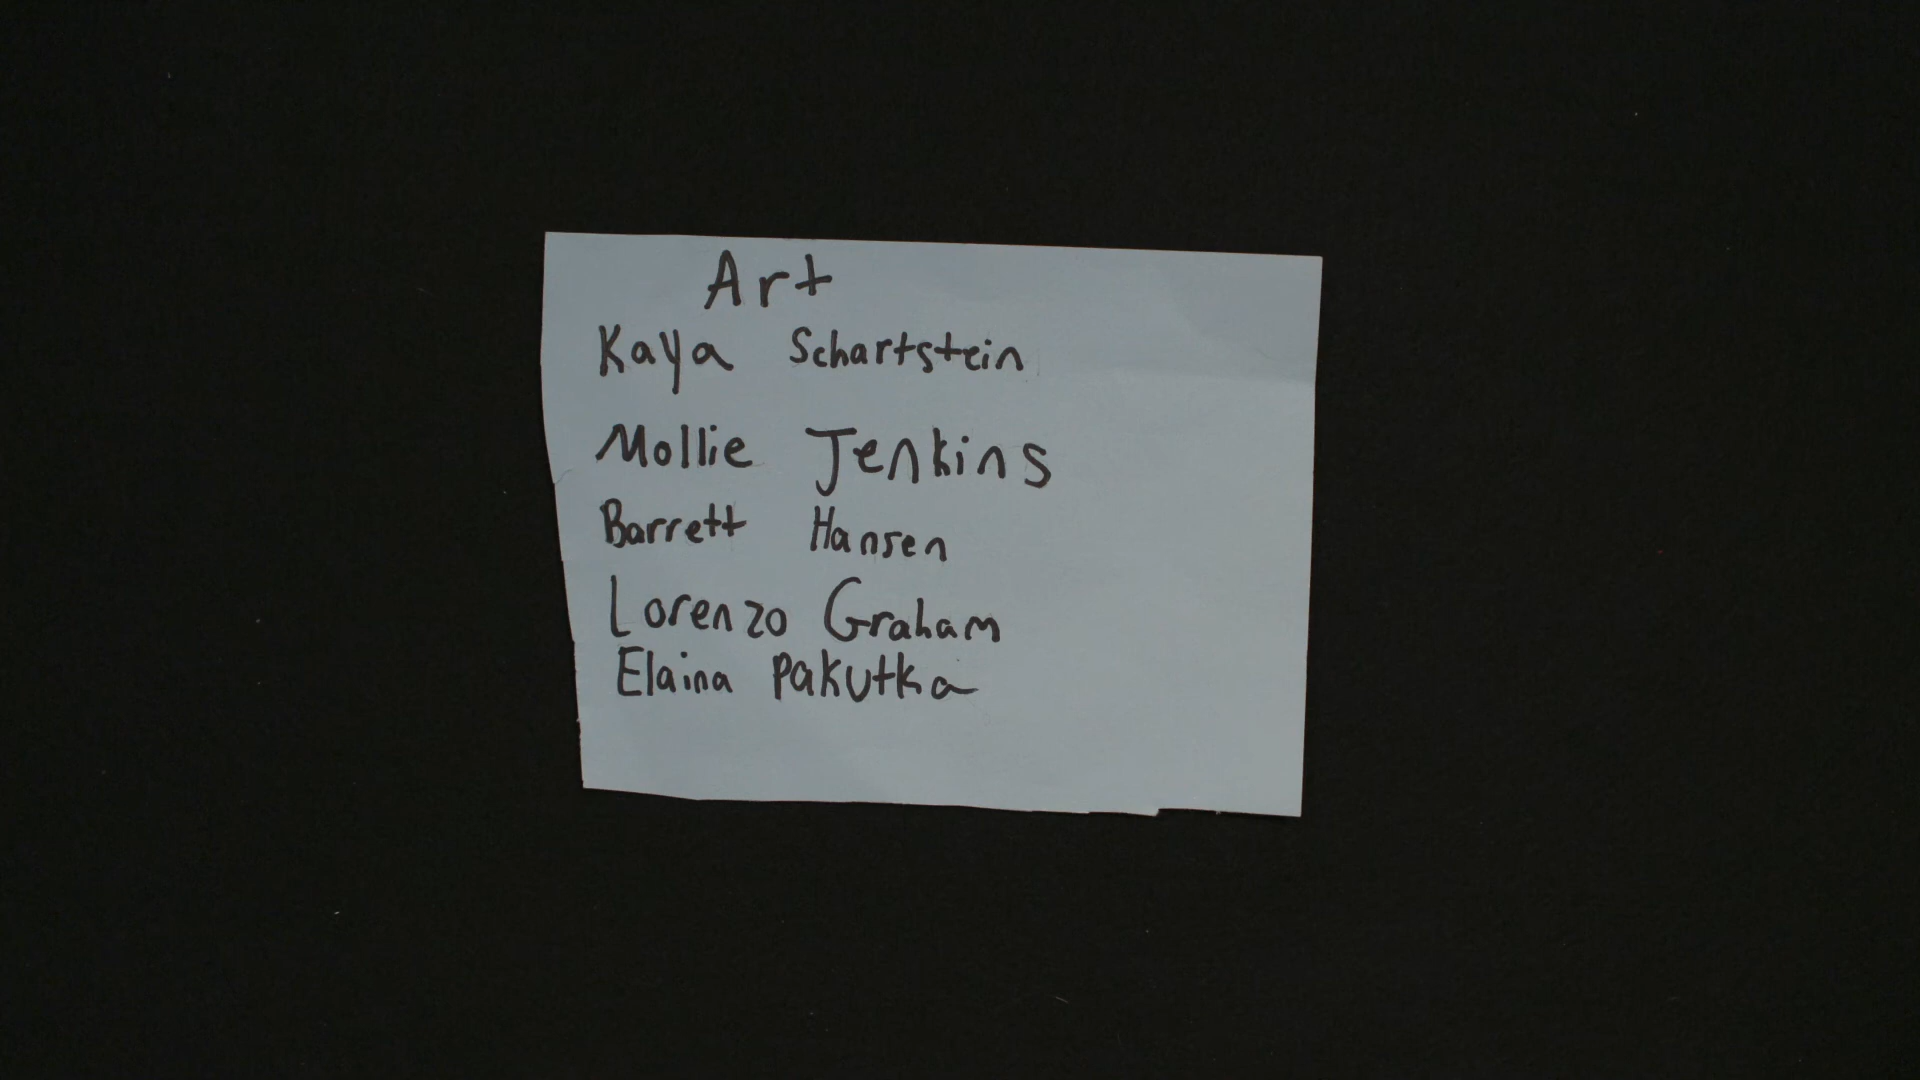 Art
Kaya Schartstein
Mollie Jenkins
Barrett Hansen
Lorenzo Graham
Elaina Pakutka